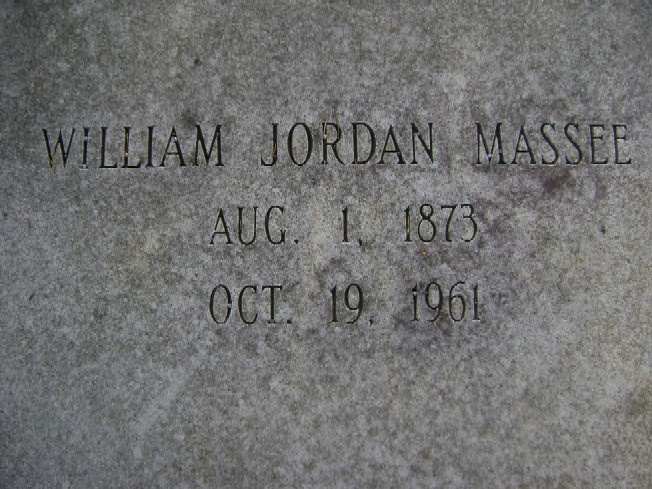 WILLIAM JORDAN MASSEE
AUG. 1, 1873
OCT. 19, 1961